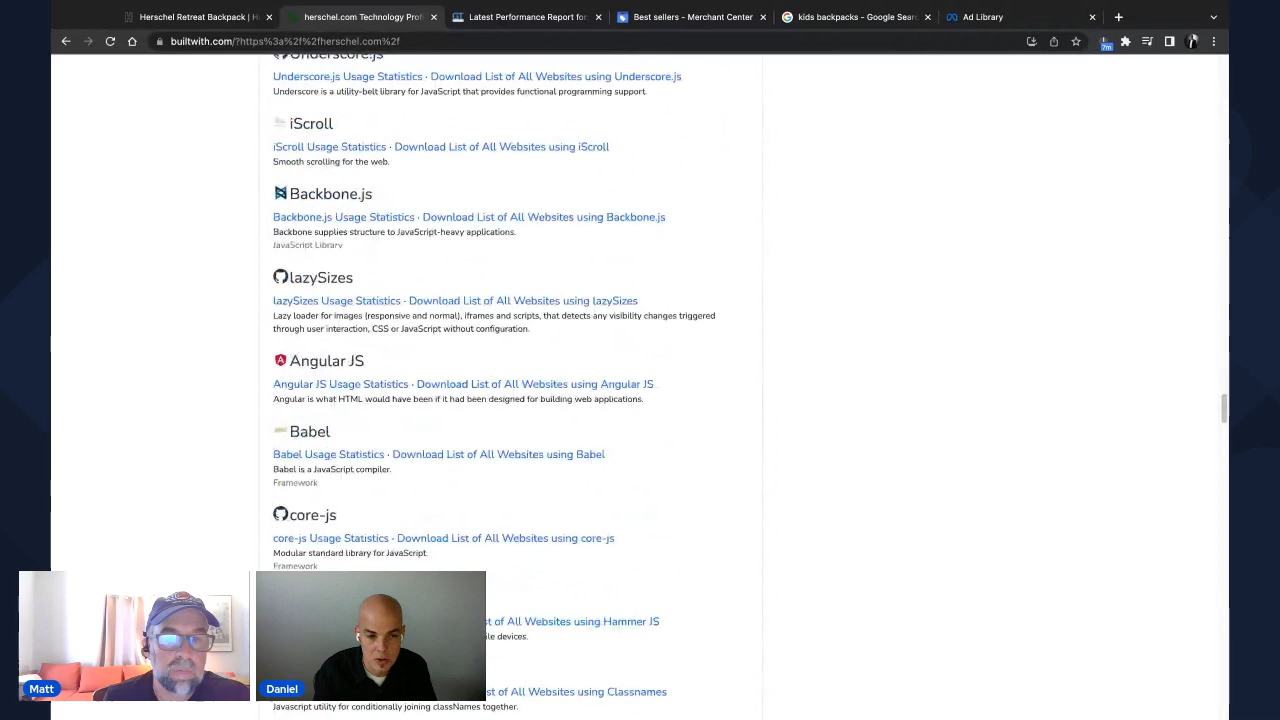 Herschel Retreat Backpack | H
herschel.com Technology Profi
Latest Performance Report for
Best sellers - Merchant Center
kids backpacks - Google Searc
Ad Library
builtwith.com/?https%3a%2f%2fherschel.com%2f
7m
Underscore.js
Underscore.js Usage Statistics · Download List of All Websites using Underscore.js
Underscore is a utility-belt library for JavaScript that provides functional programming support.
iScroll
iScroll Usage Statistics · Download List of All Websites using iScroll
Smooth scrolling for the web.
Backbone.js
Backbone.js Usage Statistics · Download List of All Websites using Backbone.js
Backbone supplies structure to JavaScript-heavy applications.
JavaScript Library
lazySizes
lazySizes Usage Statistics · Download List of All Websites using lazySizes
Lazy loader for images (responsive and normal), iframes and scripts, that detects any visibility changes triggered
through user interaction, CSS or JavaScript without configuration.
Angular JS
Angular JS Usage Statistics · Download List of All Websites using Angular JS
Angular is what HTML would have been if it had been designed for building web applications.
Babel
Babel Usage Statistics · Download List of All Websites using Babel
Babel is a JavaScript compiler.
Framework
core-js
core-js Usage Statistics · Download List of All Websites using core-js
Modular standard library for JavaScript.
Framework
st of All Websites using Hammer JS
ile devices.
st of All Websites using Classnames
Javascript utility for conditionally joining classNames together.
Matt
Daniel